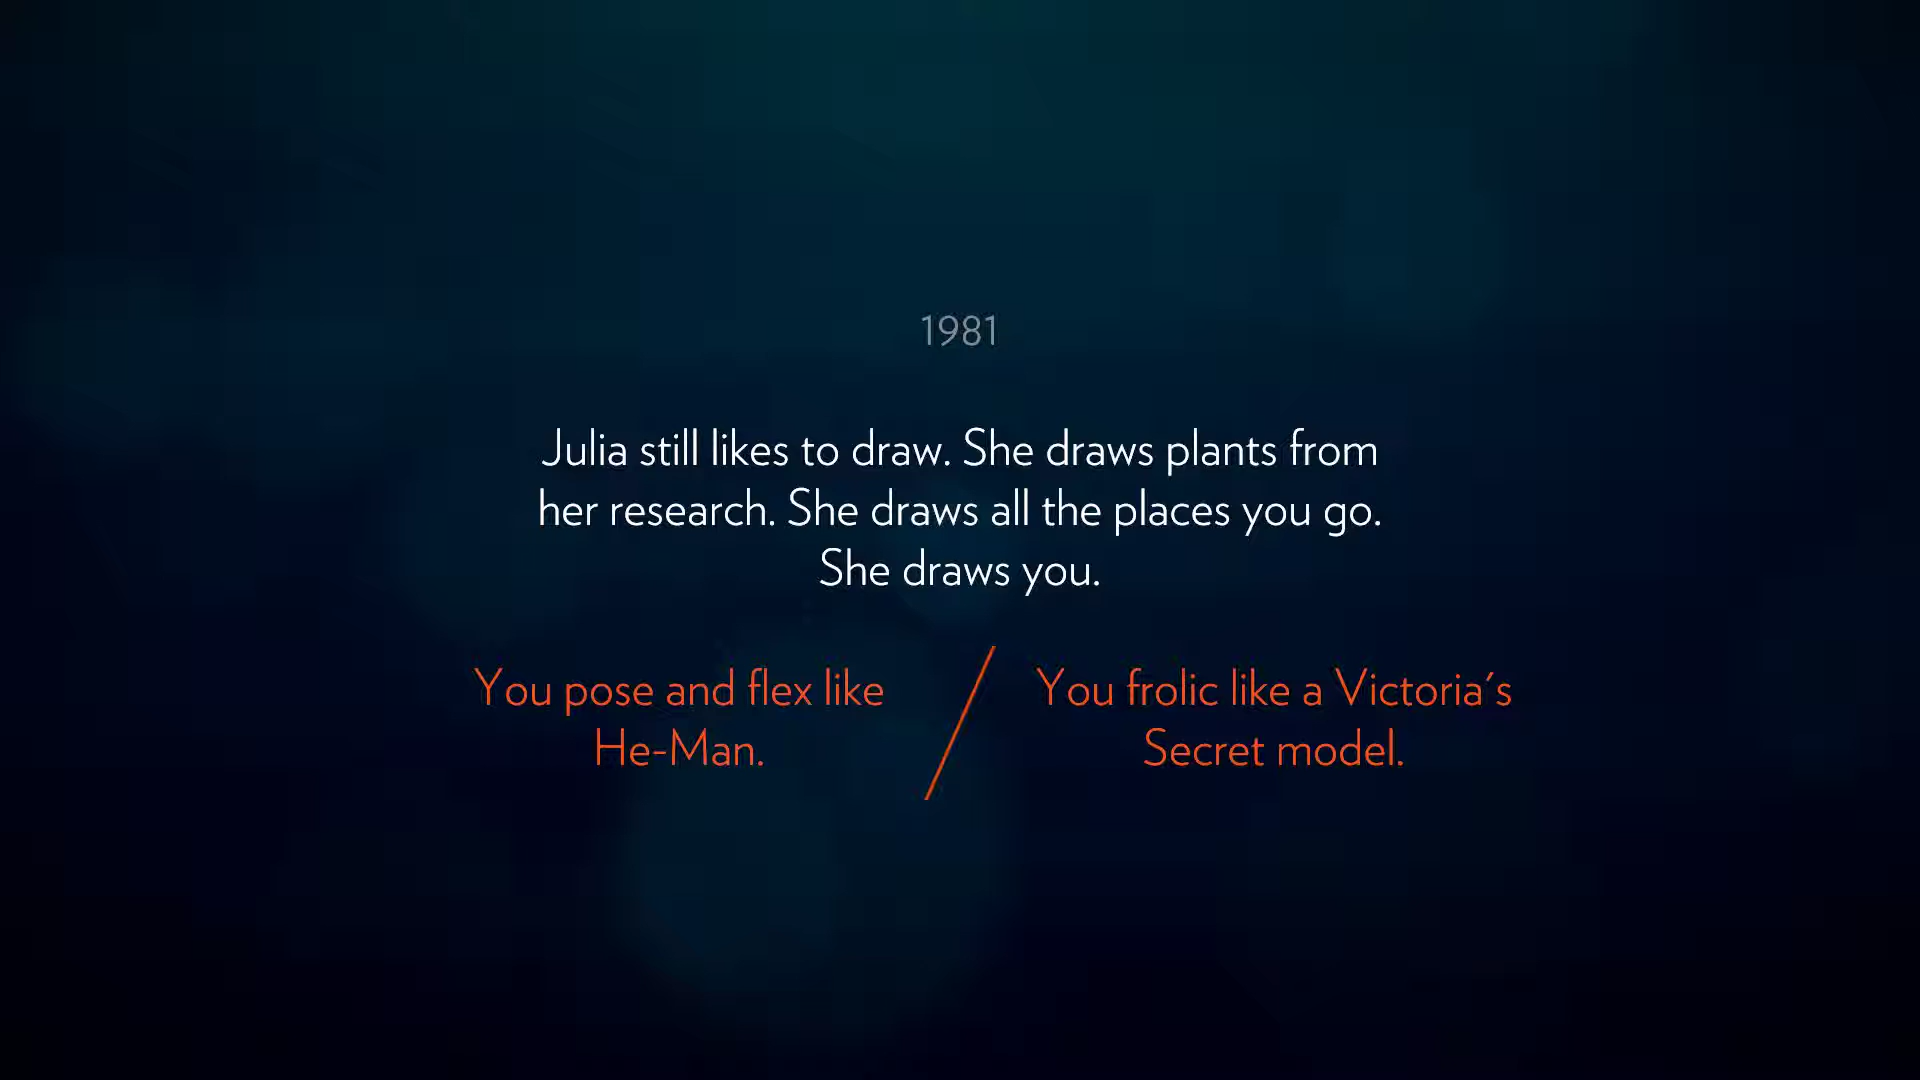 1981
Julia still likes to draw. She draws plants from
her research. She draws all the places you go.
She draws you.
You pose and flex like
He-Man.
You frolic like a Victoria's
Secret model.